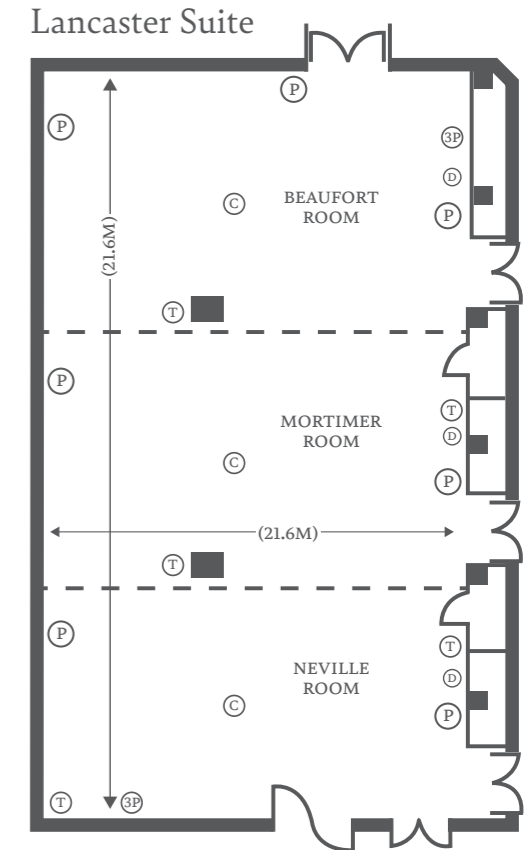 Lancaster Suite
P
P
3P
D
C
BEAUFORT
ROOM
P
(21.6M)
T
P
MORTIMER
ROOM
T
D
C
P
(21.6M)
T
P
T
NEVILLE
ROOM
D
C
P
T
3P